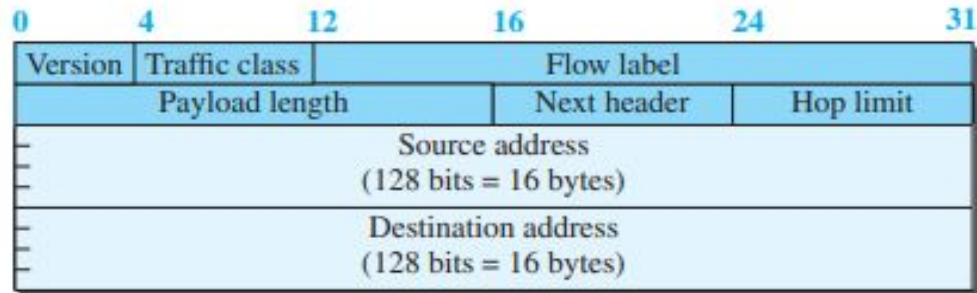 0 4 12 16 24 31
Version Traffic class Flow label
Payload length Next header Hop limit
Source address
(128 bits = 16 bytes)
Destination address
(128 bits = 16 bytes)